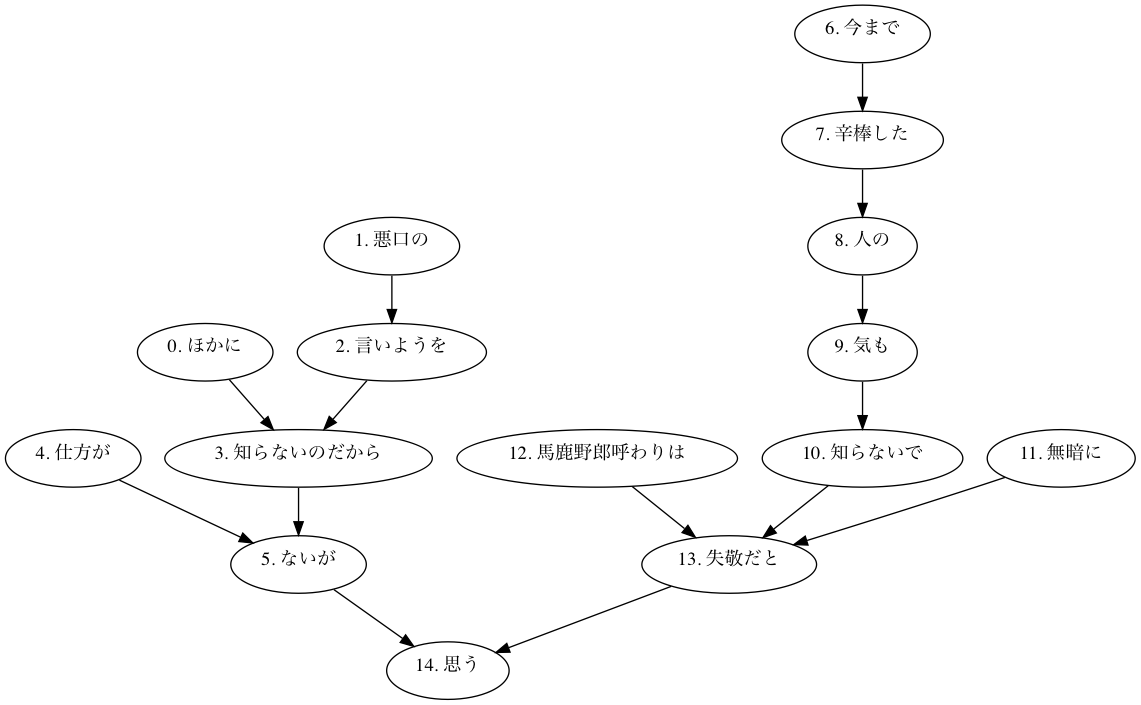 6. 今まで
7. 辛棒した
1. 悪口の
8. 人の
0. ほかに
2. 言いようを
9. 気も
4. 仕方が
3. 知らないのだから
12. 馬鹿野郎呼わりは
10. 知らないで
11. 無暗に
5. ないが
13. 失敬だと
14. 思う